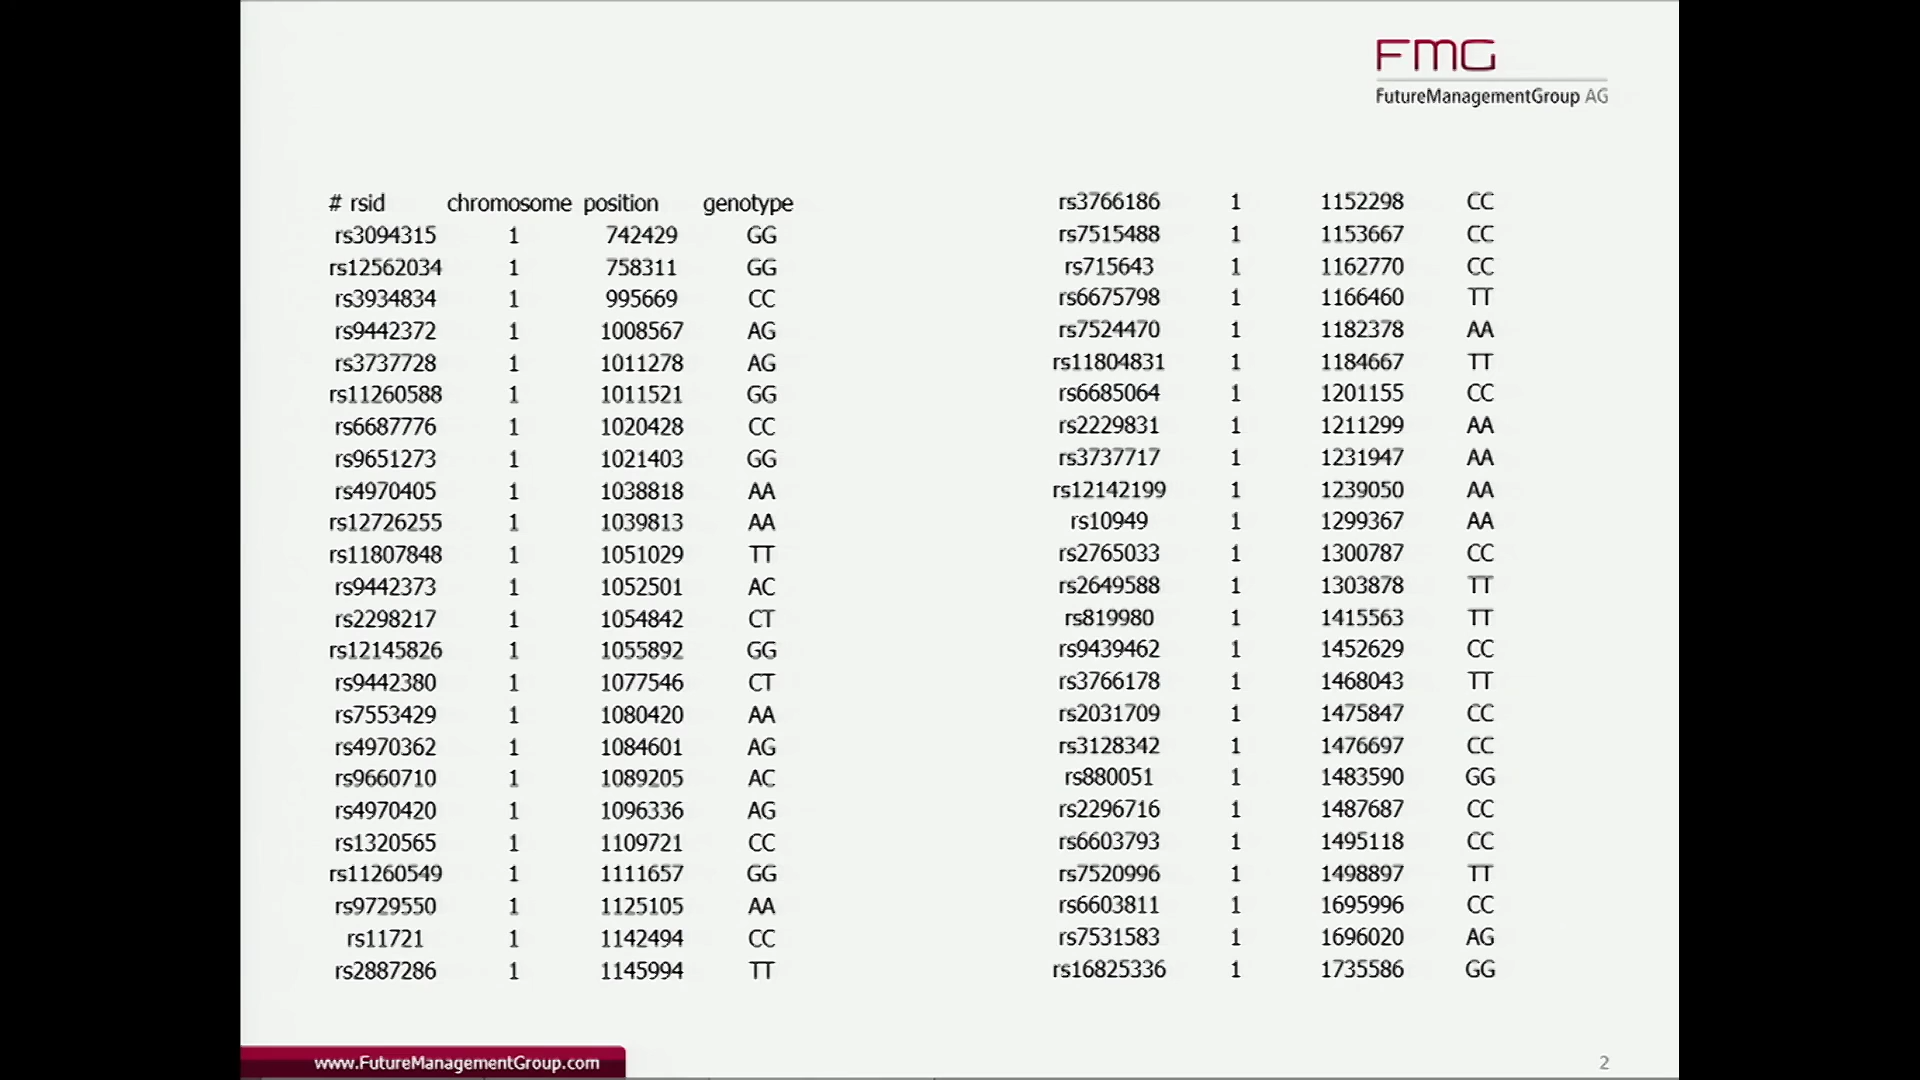 FMG
FutureManagementGroup AG
# rsid chromosome position genotype
rs3094315 1 742429 GG
rs12562034 1 758311 GG
rs3934834 1 995669 CC
rs9442372 1 1008567 AG
rs3737728 1 1011278 AG
rs11260588 1 1011521 GG
rs6687776 1 1020428 CC
rs9651273 1 1021403 GG
rs4970405 1 1038818 AA
rs12726255 1 1039813 AA
rs11807848 1 1051029 TT
rs9442373 1 1052501 AC
rs2298217 1 1054842 CT
rs12145826 1 1055892 GG
rs9442380 1 1077546 CT
rs7553429 1 1080420 AA
rs4970362 1 1084601 AG
rs9660710 1 1089205 AC
rs4970420 1 1096336 AG
rs1320565 1 1109721 CC
rs11260549 1 1111657 GG
rs9729550 1 1125105 AA
rs11721 1 1142494 CC
rs2887286 1 1145994 TT
rs3766186 1 1152298 CC
rs7515488 1 1153667 CC
rs715643 1 1162770 CC
rs6675798 1 1166460 TT
rs7524470 1 1182378 AA
rs11804831 1 1184667 TT
rs6685064 1 1201155 CC
rs2229831 1 1211299 AA
rs3737717 1 1231947 AA
rs12142199 1 1239050 AA
rs10949 1 1299367 AA
rs2765033 1 1300787 CC
rs2649588 1 1303878 TT
rs819980 1 1415563 TT
rs9439462 1 1452629 CC
rs3766178 1 1468043 TT
rs2031709 1 1475847 CC
rs3128342 1 1476697 CC
rs880051 1 1483590 GG
rs2296716 1 1487687 CC
rs6603793 1 1495118 CC
rs7520996 1 1498897 TT
rs6603811 1 1695996 CC
rs7531583 1 1696020 AG
rs16825336 1 1735586 GG
www.FutureManagementGroup.com
2